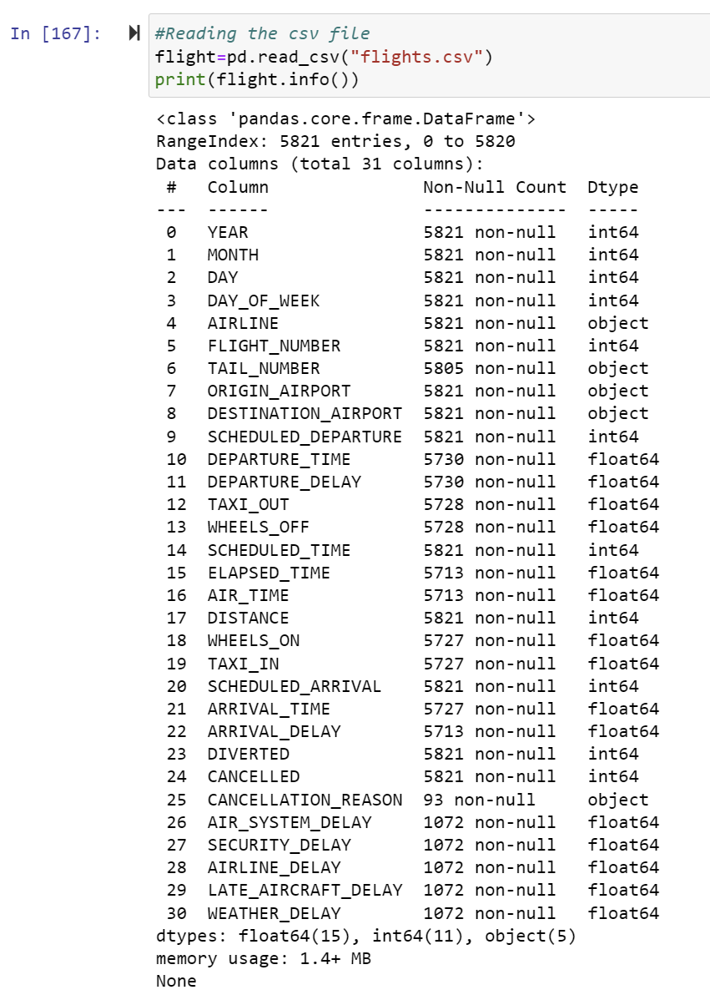 In [167]: #Reading the csv file
flight=pd.read_csv("flights.csv")
print(flight.info())
<class 'pandas.core.frame.DataFrame'>
RangeIndex: 5821 entries, 0 to 5820
Data columns (total 31 columns):
 #   Column               Non-Null Count  Dtype
---  ------               --------------  -----
 0   YEAR                 5821 non-null   int64
 1   MONTH                5821 non-null   int64
 2   DAY                  5821 non-null   int64
 3   DAY_OF_WEEK          5821 non-null   int64
 4   AIRLINE              5821 non-null   object
 5   FLIGHT_NUMBER        5821 non-null   int64
 6   TAIL_NUMBER          5805 non-null   object
 7   ORIGIN_AIRPORT       5821 non-null   object
 8   DESTINATION_AIRPORT  5821 non-null   object
 9   SCHEDULED_DEPARTURE  5821 non-null   int64
 10  DEPARTURE_TIME       5730 non-null   float64
 11  DEPARTURE_DELAY      5730 non-null   float64
 12  TAXI_OUT             5728 non-null   float64
 13  WHEELS_OFF           5728 non-null   float64
 14  SCHEDULED_TIME       5821 non-null   int64
 15  ELAPSED_TIME         5713 non-null   float64
 16  AIR_TIME             5713 non-null   float64
 17  DISTANCE             5821 non-null   int64
 18  WHEELS_ON            5727 non-null   float64
 19  TAXI_IN              5727 non-null   float64
 20  SCHEDULED_ARRIVAL    5821 non-null   int64
 21  ARRIVAL_TIME         5727 non-null   float64
 22  ARRIVAL_DELAY        5713 non-null   float64
 23  DIVERTED             5821 non-null   int64
 24  CANCELLED            5821 non-null   int64
 25  CANCELLATION_REASON  93 non-null     object
 26  AIR_SYSTEM_DELAY     1072 non-null   float64
 27  SECURITY_DELAY       1072 non-null   float64
 28  AIRLINE_DELAY        1072 non-null   float64
 29  LATE_AIRCRAFT_DELAY  1072 non-null   float64
 30  WEATHER_DELAY        1072 non-null   float64
dtypes: float64(15), int64(11), object(5)
memory usage: 1.4+ MB
None